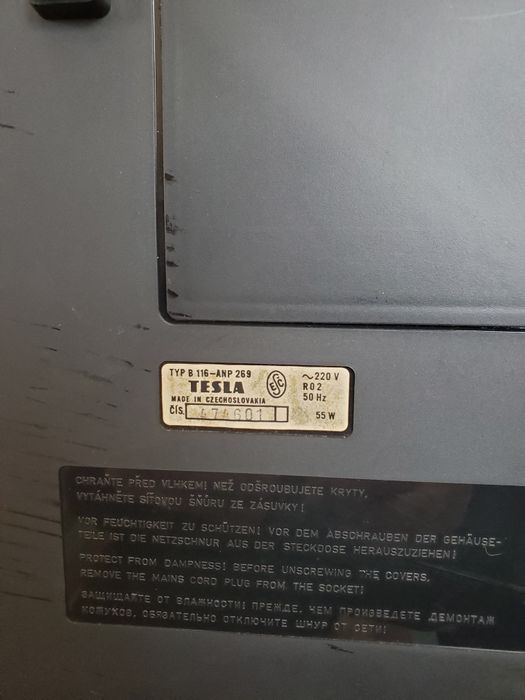 TYP B 116-ANP 269
TESLA
MADE IN CZECHOSLOVAKIA
ČÍS. 474601
ESČ
~220 V
R02
50 Hz
55 W
CHRAŇTE PŘED VLHKEM! NEŽ ODŠROUBUJETE KRYTY,
VYTÁHNĚTE SÍŤOVOU ŠŇŮRU ZE ZÁSUVKY!
VOR FEUCHTIGKEIT ZU SCHÜTZEN! VOR DEM ABSCHRAUBEN DER GEHÄUSE-
TEILE IST DIE NETZSCHNUR AUS DER STECKDOSE HERAUSZUZIEHEN!
PROTECT FROM DAMPNESS! BEFORE UNSCREWING THE COVERS,
REMOVE THE MAINS CORD PLUG FROM THE SOCKET!
ЗАЩИЩАЙТЕ ОТ ВЛАЖНОСТИ! ПРЕЖДЕ, ЧЕМ ПРОИЗВЕДЕТЕ ДЕМОНТАЖ
КОЖУХОВ, ОБЯЗАТЕЛЬНО ОТКЛЮЧИТЕ ШНУР ОТ СЕТИ!